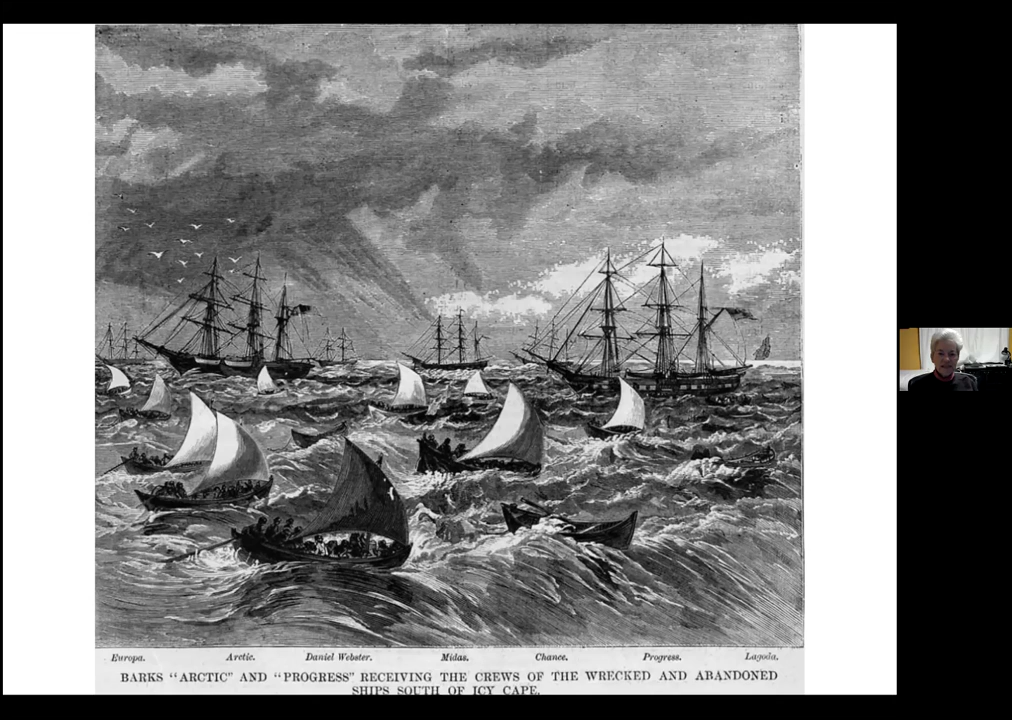 Europa. Arctic. Daniel Webster. Midas. Chance. Progress. Lagoda.
BARKS "ARCTIC" AND "PROGRESS" RECEIVING THE CREWS OF THE WRECKED AND ABANDONED
SHIPS SOUTH OF ICY CAPE.